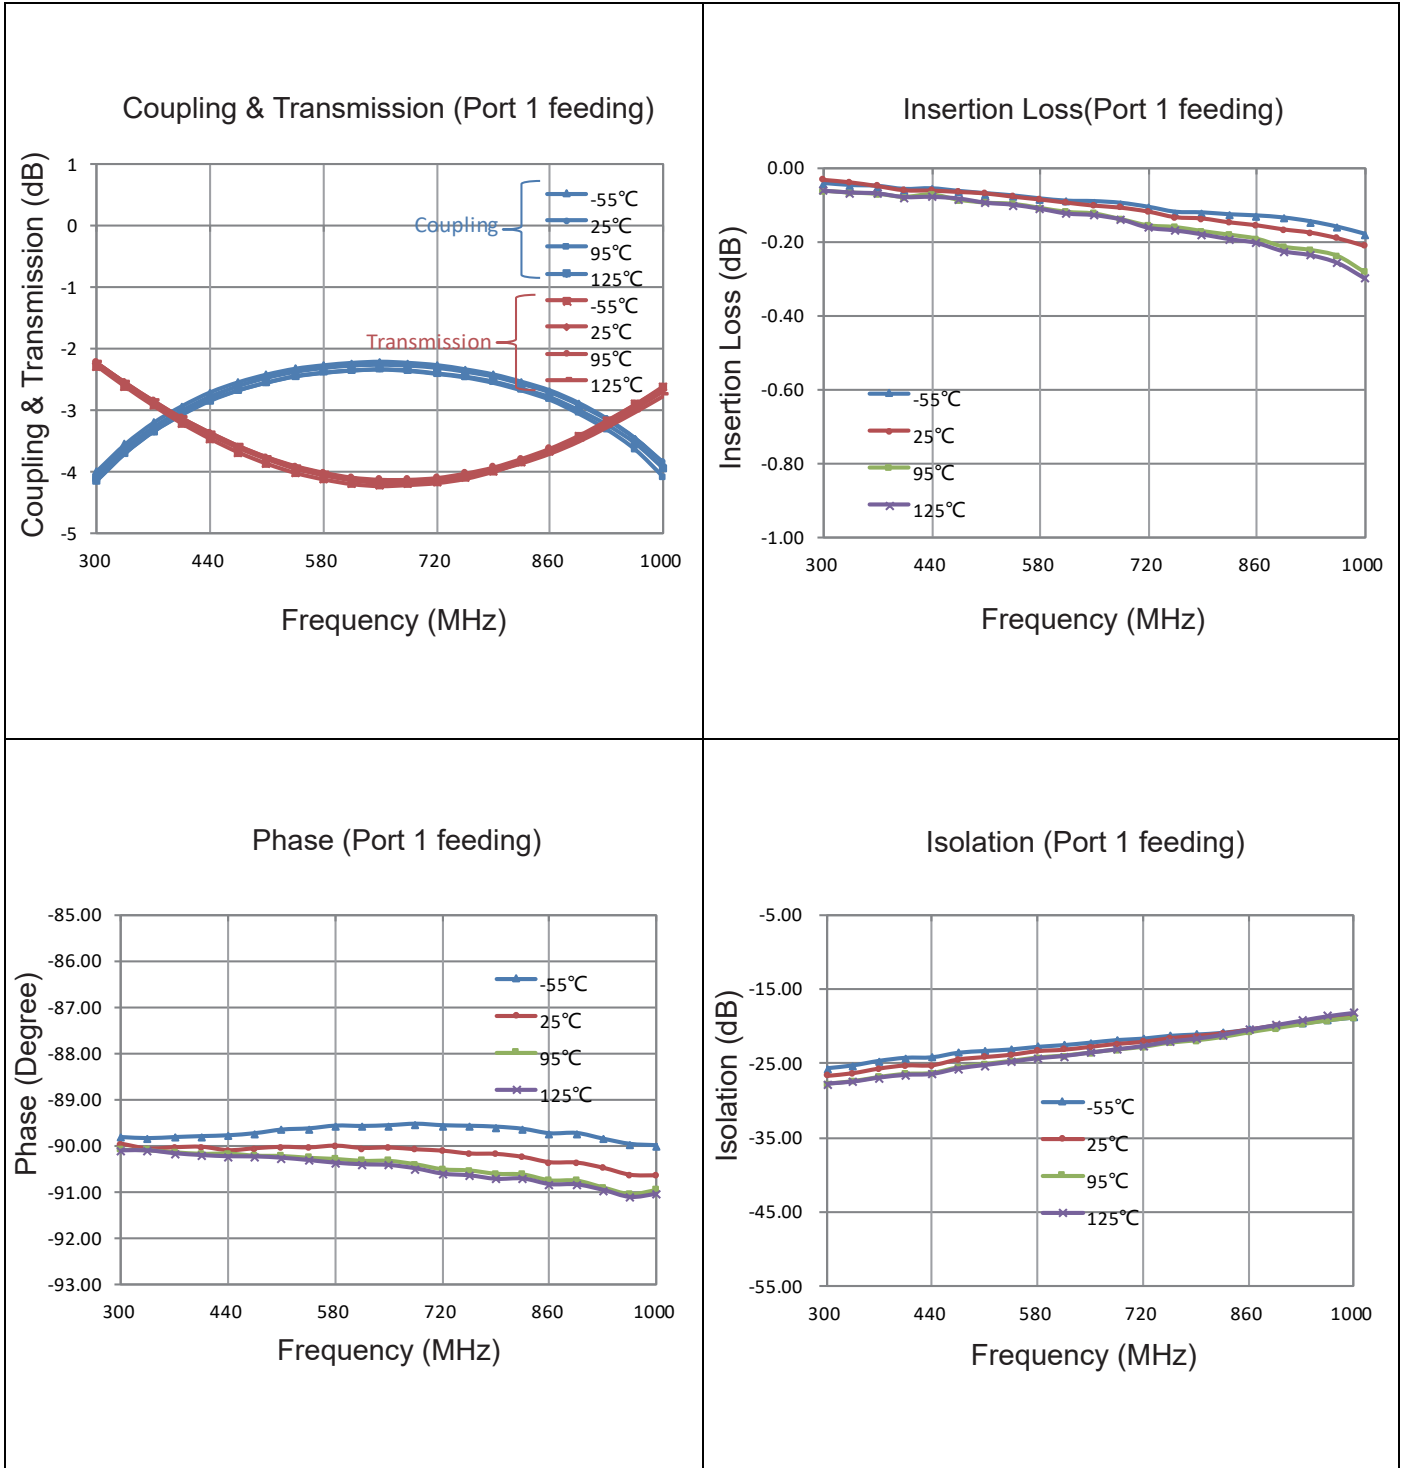 Coupling & Transmission (Port 1 feeding)
Coupling & Transmission (dB)
1
0
-1
-2
-3
-4
-5
Coupling
-55℃
25℃
95℃
125℃
Transmission
-55℃
25℃
95℃
125℃
300 440 580 720 860 1000
Frequency (MHz)
Insertion Loss(Port 1 feeding)
Insertion Loss (dB)
0.00
-0.20
-0.40
-0.60
-0.80
-1.00
-55℃
25℃
95℃
125℃
300 440 580 720 860 1000
Frequency (MHz)
Phase (Port 1 feeding)
Phase (Degree)
-85.00
-86.00
-87.00
-88.00
-89.00
-90.00
-91.00
-92.00
-93.00
-55℃
25℃
95℃
125℃
300 440 580 720 860 1000
Frequency (MHz)
Isolation (Port 1 feeding)
Isolation (dB)
-5.00
-15.00
-25.00
-35.00
-45.00
-55.00
-55℃
25℃
95℃
125℃
300 440 580 720 860 1000
Frequency (MHz)